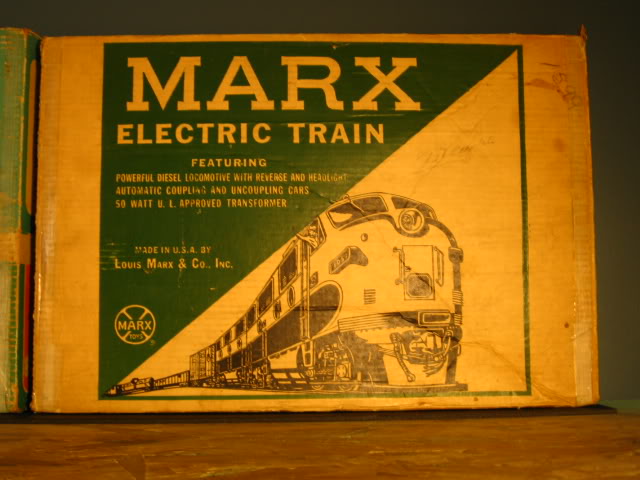 MARX
ELECTRIC TRAIN
FEATURING
POWERFUL DIESEL LOCOMOTIVE WITH REVERSE AND HEADLIGHT
AUTOMATIC COUPLING AND UNCOUPLING CARS
50 WATT U. L. APPROVED TRANSFORMER
MADE IN U.S.A. BY
LOUIS MARX & CO., INC.
MARX
TOYS